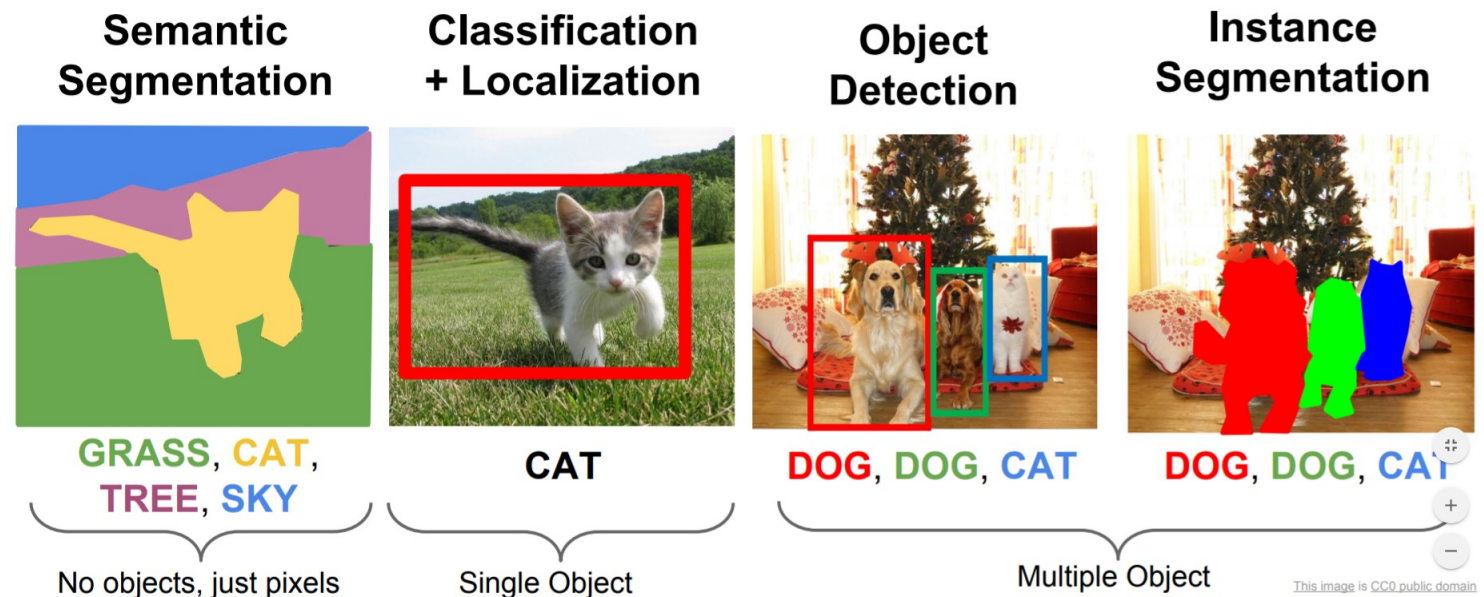 Semantic
Segmentation
Classification
+ Localization
Object
Detection
Instance
Segmentation
GRASS, CAT,
TREE, SKY
CAT
DOG, DOG, CAT
DOG, DOG, CAT
No objects, just pixels
Single Object
Multiple Object
This image is CC0 public domain